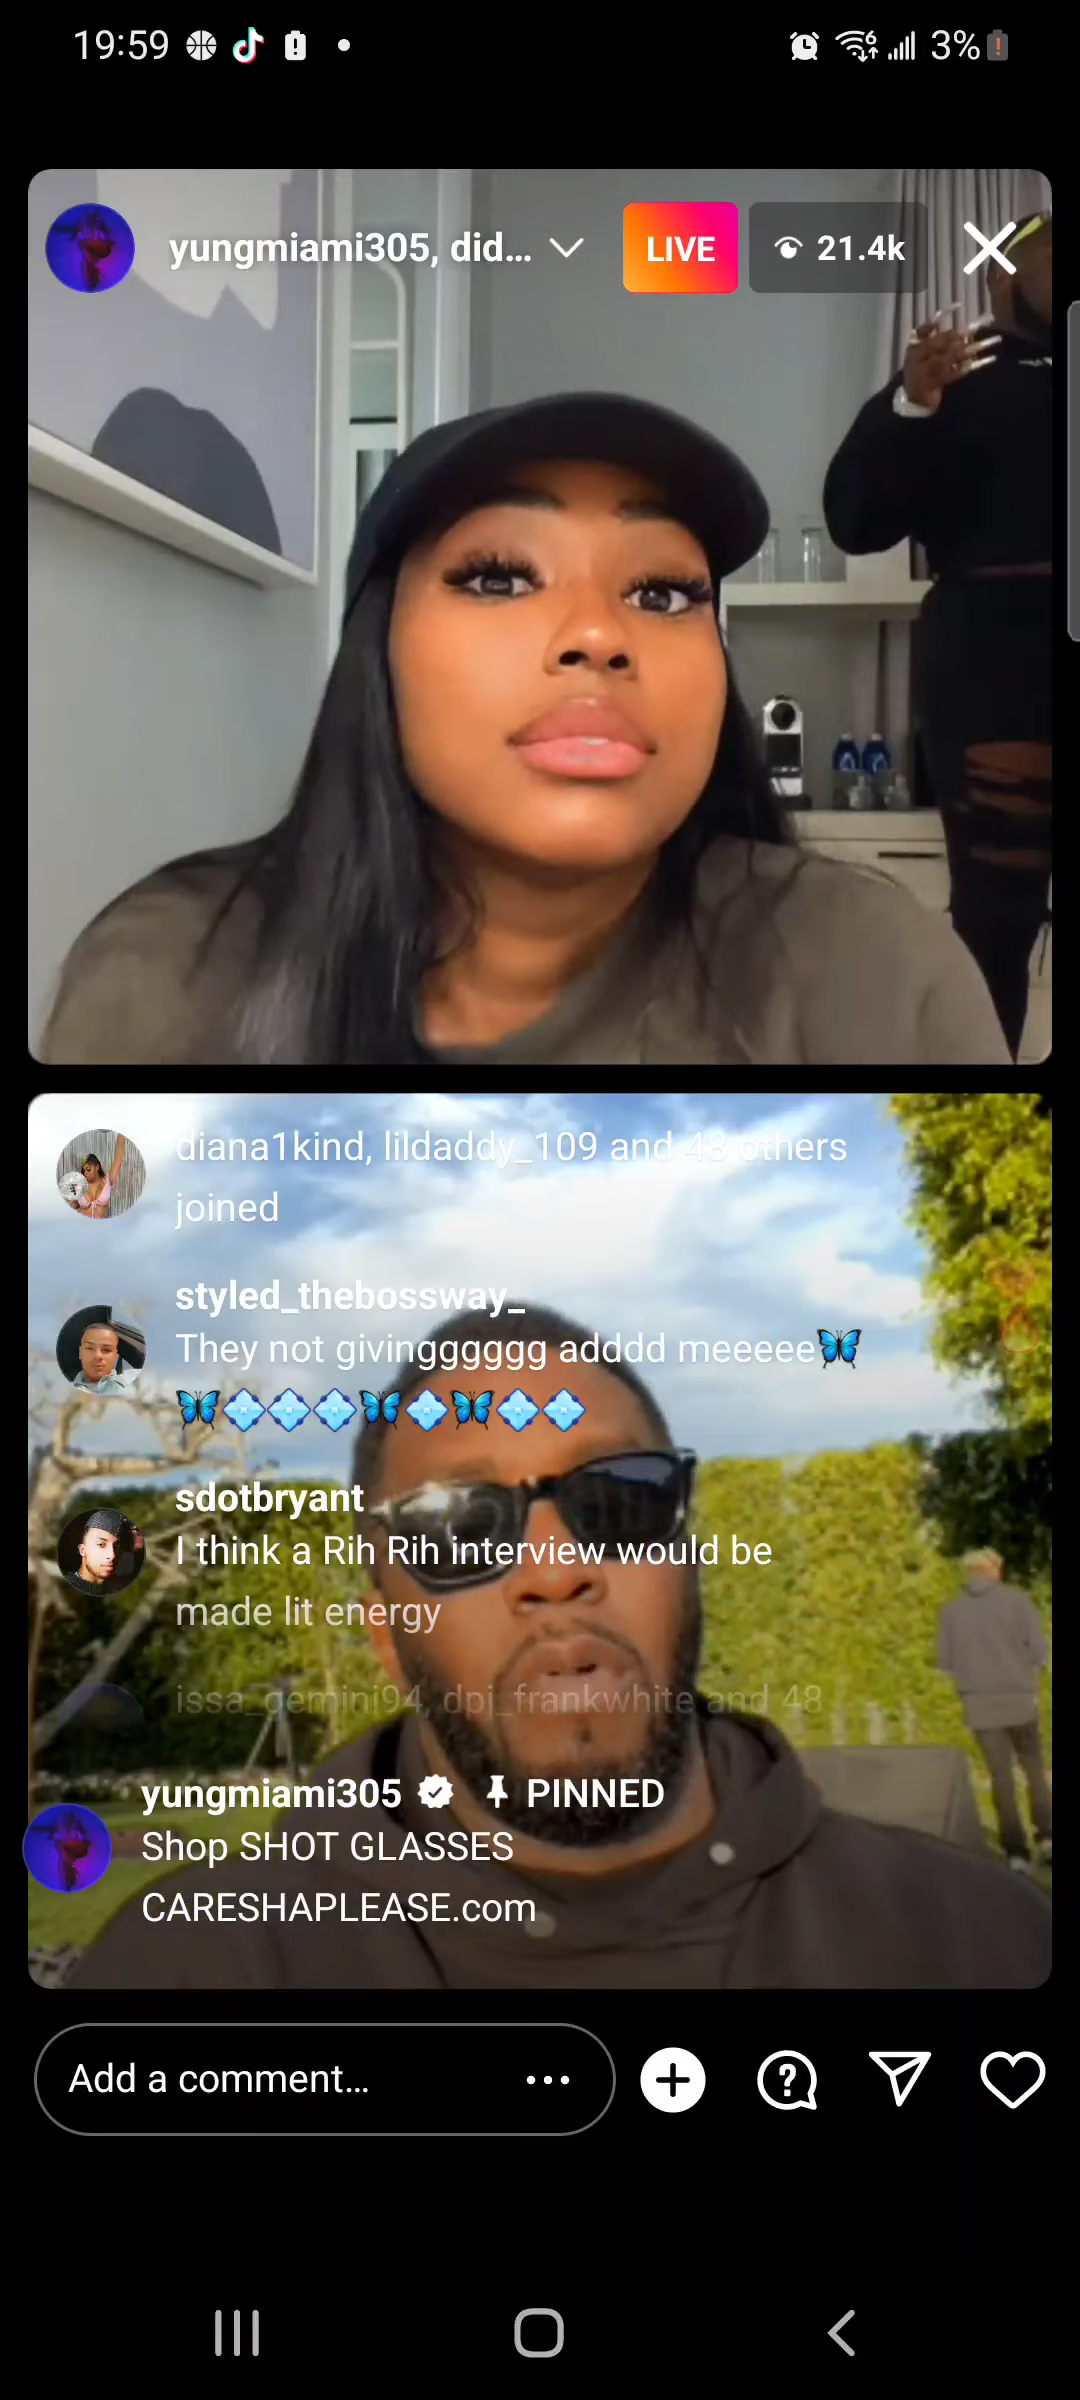 19:59
3%
yungmiami305, did...
LIVE
21.4k
diana1kind, lildaddy_109 and 48 others
joined
styled_thebossway_
They not givingggggg adddd meeeee🦋
🦋💠💠💠🦋💠🦋💠💠
sdotbryant
I think a Rih Rih interview would be
made lit energy
issa_gemini94, dpj_frankwhite and 48
yungmiami305 PINNED
Shop SHOT GLASSES
CARESHAPLEASE.com
Add a comment...